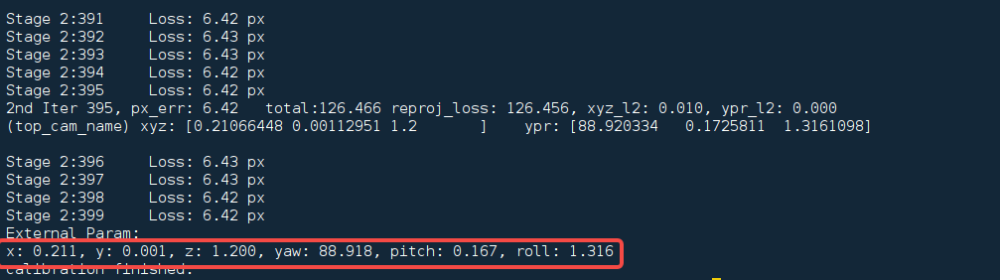 Stage 2:391     Loss: 6.42 px
Stage 2:392     Loss: 6.43 px
Stage 2:393     Loss: 6.43 px
Stage 2:394     Loss: 6.42 px
Stage 2:395     Loss: 6.42 px
2nd Iter 395, px_err: 6.42   total:126.466 reproj_loss: 126.456, xyz_l2: 0.010, ypr_l2: 0.000
(top_cam_name) xyz: [0.21066448 0.00112951 1.2       ]    ypr: [88.920334   0.1725811  1.3161098]
Stage 2:396     Loss: 6.43 px
Stage 2:397     Loss: 6.43 px
Stage 2:398     Loss: 6.42 px
Stage 2:399     Loss: 6.42 px
External Param:
x: 0.211, y: 0.001, z: 1.200, yaw: 88.918, pitch: 0.167, roll: 1.316
calibration finished.